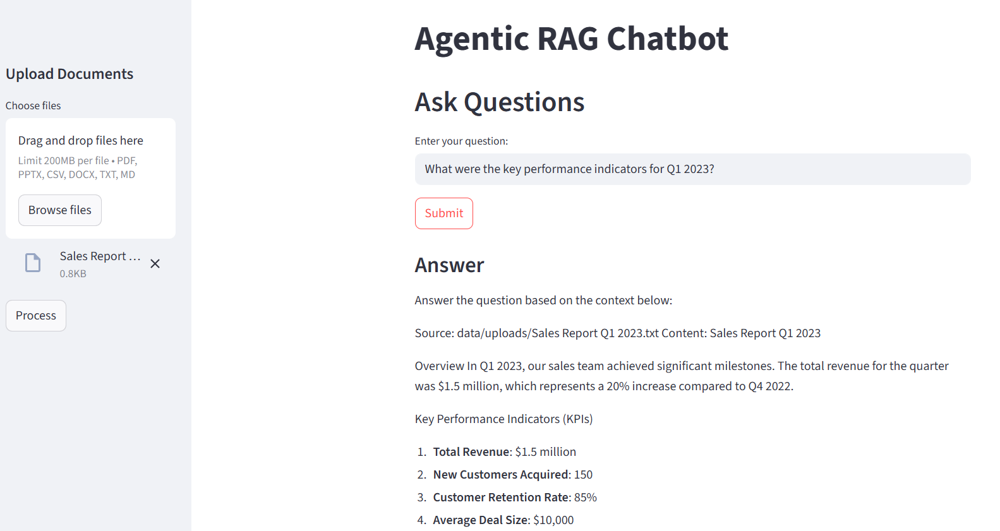 Upload Documents
Choose files
Drag and drop files here
Limit 200MB per file • PDF,
PPTX, CSV, DOCX, TXT, MD
Browse files
Sales Report …
0.8KB
Process
Agentic RAG Chatbot
Ask Questions
Enter your question:
What were the key performance indicators for Q1 2023?
Submit
Answer
Answer the question based on the context below:
Source: data/uploads/Sales Report Q1 2023.txt Content: Sales Report Q1 2023
Overview In Q1 2023, our sales team achieved significant milestones. The total revenue for the quarter
was $1.5 million, which represents a 20% increase compared to Q4 2022.
Key Performance Indicators (KPIs)
1. Total Revenue: $1.5 million
2. New Customers Acquired: 150
3. Customer Retention Rate: 85%
4. Average Deal Size: $10,000